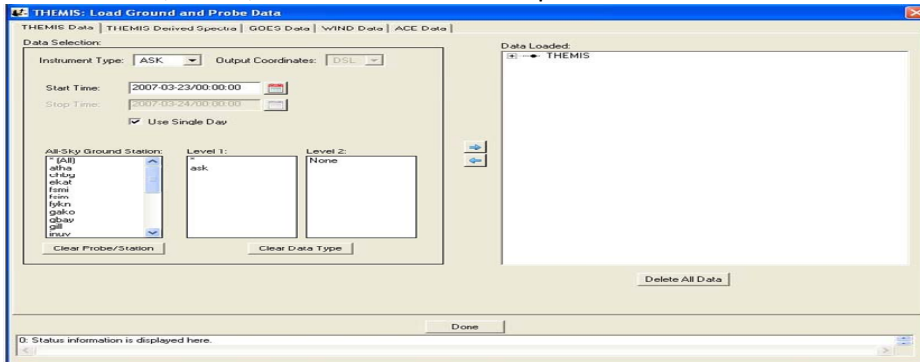 THEMIS: Load Ground and Probe Data
THEMIS Data | THEMIS Derived Spectra | GOES Data | WIND Data | ACE Data
Data Selection:
Instrument Type: ASK Output Coordinates: DSL
Start Time: 2007-03-23/00:00:00
Stop Time: 2007-03-24/00:00:00
Use Single Day
All-Sky Ground Station: Level 1: Level 2:
* (All)
atha
chbg
ekat
fsmi
fsim
fykn
gako
gbay
gill
inuv
*
ask
None
Clear Probe/Station
Clear Data Type
Data Loaded:
THEMIS
Delete All Data
Done
0: Status information is displayed here.